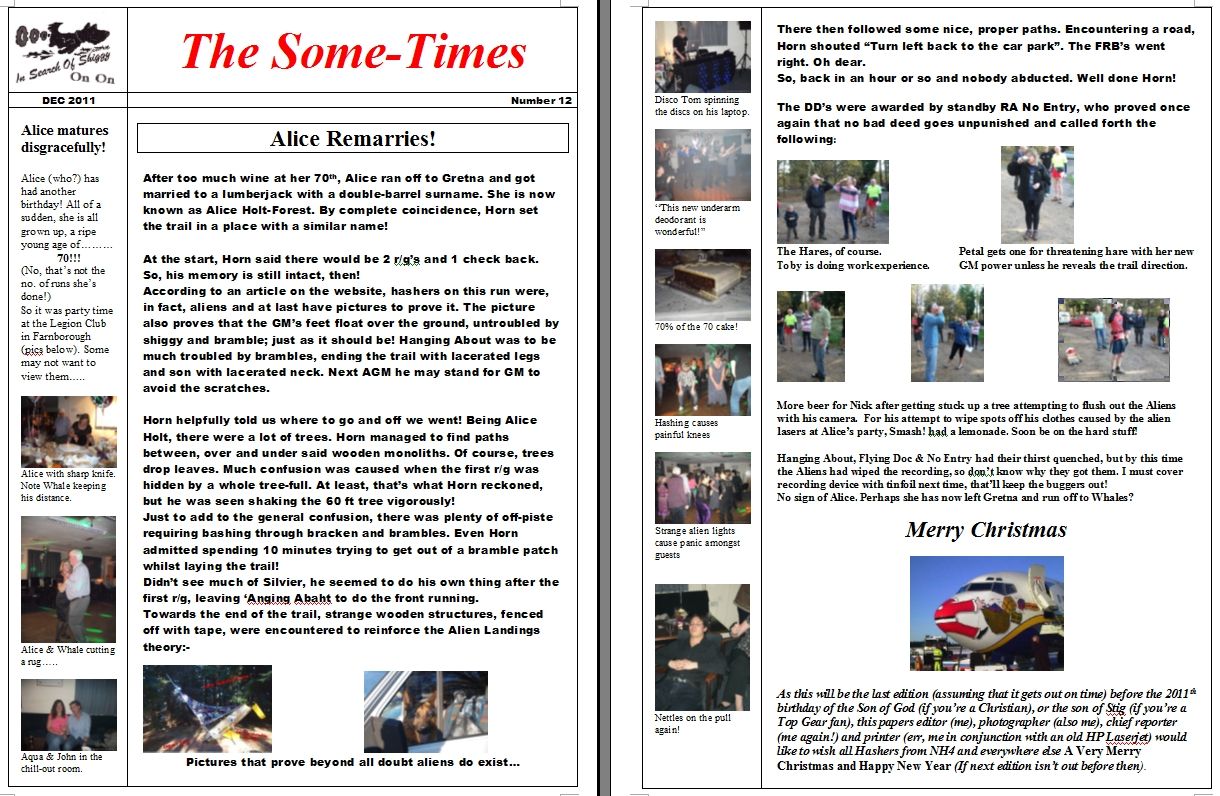 In Search Of Shiggy
On On
The Some-Times
DEC 2011
Number 12
Alice matures
disgracefully!
Alice (who?) has
had another
birthday! All of a
sudden, she is all
grown up, a ripe
young age of………
70!!!
(No, that’s not the
no. of runs she’s
done!)
So it was party time
at the Legion Club
in Farnborough
(pics below). Some
may not want to
view them…..
Alice with sharp knife.
Note Whale keeping
his distance.
Alice & Whale cutting
a rug…..
Aqua & John in the
chill-out room.
Alice Remarries!
After too much wine at her 70th, Alice ran off to Gretna and got
married to a lumberjack with a double-barrel surname. She is now
known as Alice Holt-Forest. By complete coincidence, Horn set
the trail in a place with a similar name!
At the start, Horn said there would be 2 r/g’s and 1 check back.
So, his memory is still intact, then!
According to an article on the website, hashers on this run were,
in fact, aliens and at last have pictures to prove it. The picture
also proves that the GM’s feet float over the ground, untroubled by
shiggy and bramble; just as it should be! Hanging About was to be
much troubled by brambles, ending the trail with lacerated legs
and son with lacerated neck. Next AGM he may stand for GM to
avoid the scratches.
Horn helpfully told us where to go and off we went! Being Alice
Holt, there were a lot of trees. Horn managed to find paths
between, over and under said wooden monoliths. Of course, trees
drop leaves. Much confusion was caused when the first r/g was
hidden by a whole tree-full. At least, that’s what Horn reckoned,
but he was seen shaking the 60 ft tree vigorously!
Just to add to the general confusion, there was plenty of off-piste
requiring bashing through bracken and brambles. Even Horn
admitted spending 10 minutes trying to get out of a bramble patch
whilst laying the trail!
Didn’t see much of Silvier, he seemed to do his own thing after the
first r/g, leaving ‘Anging Abaht to do the front running.
Towards the end of the trail, strange wooden structures, fenced
off with tape, were encountered to reinforce the Alien Landings
theory:-
Pictures that prove beyond all doubt aliens do exist…
Disco Tom spinning
the discs on his laptop.
“This new underarm
deodorant is
wonderful!”
70% of the 70 cake!
Hashing causes
painful knees
Strange alien lights
cause panic amongst
guests
Nettles on the pull
again!
There then followed some nice, proper paths. Encountering a road,
Horn shouted “Turn left back to the car park”. The FRB’s went
right. Oh dear.
So, back in an hour or so and nobody abducted. Well done Horn!
The DD’s were awarded by standby RA No Entry, who proved once
again that no bad deed goes unpunished and called forth the
following:
The Hares, of course.
Toby is doing work experience.
Petal gets one for threatening hare with her new
GM power unless he reveals the trail direction.
More beer for Nick after getting stuck up a tree attempting to flush out the Aliens
with his camera. For his attempt to wipe spots off his clothes caused by the alien
lasers at Alice’s party, Smash! had a lemonade. Soon be on the hard stuff!
Hanging About, Flying Doc & No Entry had their thirst quenched, but by this time
the Aliens had wiped the recording, so don’t know why they got them. I must cover
recording device with tinfoil next time, that’ll keep the buggers out!
No sign of Alice. Perhaps she has now left Gretna and run off to Whales?
Merry Christmas
As this will be the last edition (assuming that it gets out on time) before the 2011th
birthday of the Son of God (if you’re a Christian), or the son of Stig (if you’re a
Top Gear fan), this papers editor (me), photographer (also me), chief reporter
(me again!) and printer (err, me in conjunction with an old HP Laserjet) would
like to wish all Hashers from NH4 and everywhere else A Very Merry
Christmas and Happy New Year (If next edition isn’t out before then).